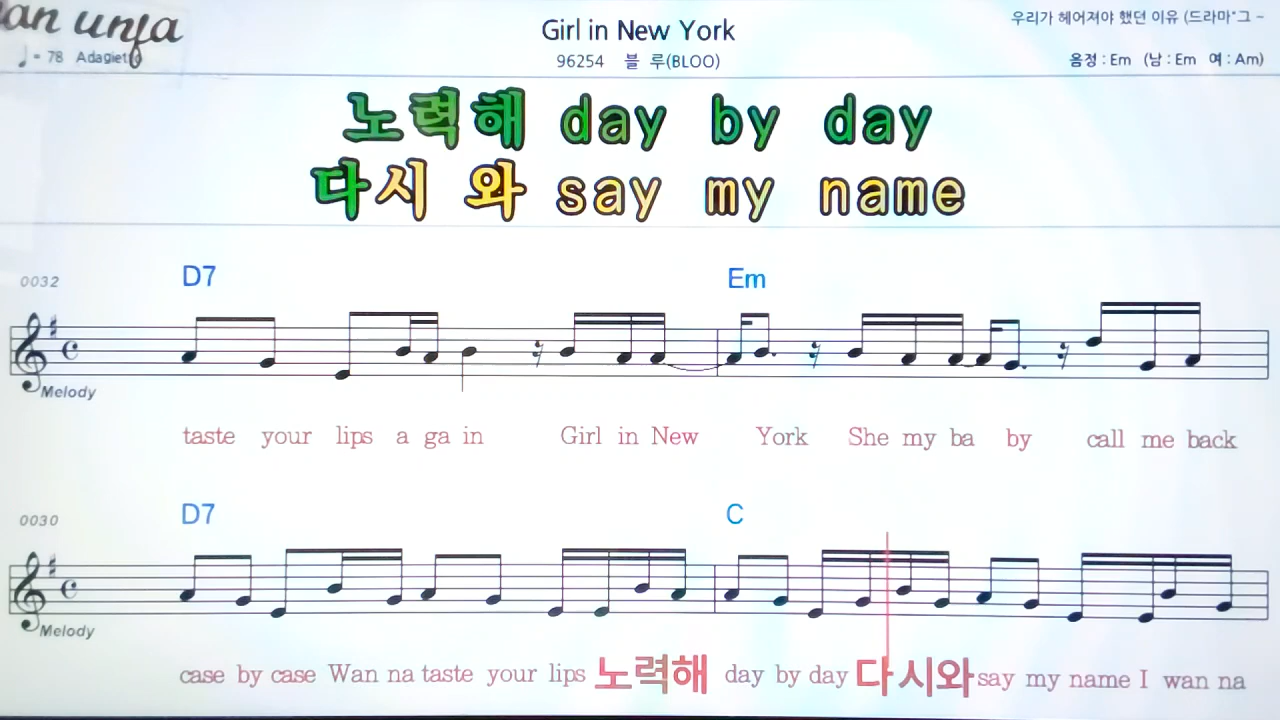 an unfa
Girl in New York
우리가 헤어져야 했던 이유 (드라마"그 ~
♩ = 78 Adagiet
96254 블 루(BLOO)
음정 : Em (남 : Em 여 : Am)
노력해 day by day
다시 와 say my name
0032
D7 Em
Melody
taste your lips a ga in Girl in New York She my ba by call me back
0030
D7 C
Melody
case by case Wan na taste your lips 노력해 day by day 다시와 say my name I wan na